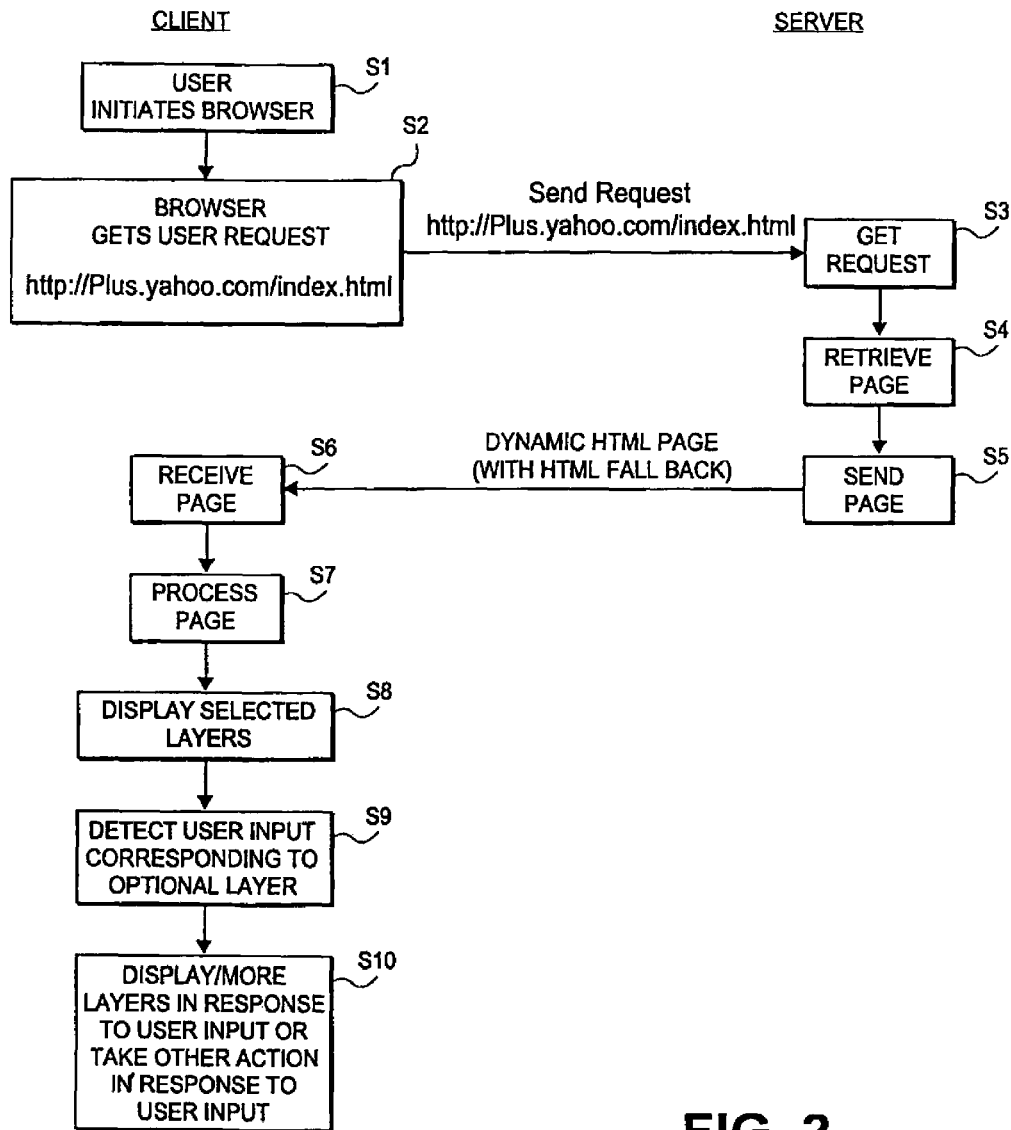 CLIENT
SERVER
S1
USER
INITIATES BROWSER
S2
BROWSER
GETS USER REQUEST
http://Plus.yahoo.com/index.html
Send Request
http://Plus.yahoo.com/index.html
S3
GET
REQUEST
S4
RETRIEVE
PAGE
S5
SEND
PAGE
DYNAMIC HTML PAGE
(WITH HTML FALL BACK)
S6
RECEIVE
PAGE
S7
PROCESS
PAGE
S8
DISPLAY SELECTED
LAYERS
S9
DETECT USER INPUT
CORRESPONDING TO
OPTIONAL LAYER
S10
DISPLAY/MORE
LAYERS IN RESPONSE
TO USER INPUT OR
TAKE OTHER ACTION
IN RESPONSE TO
USER INPUT
FIG. 2